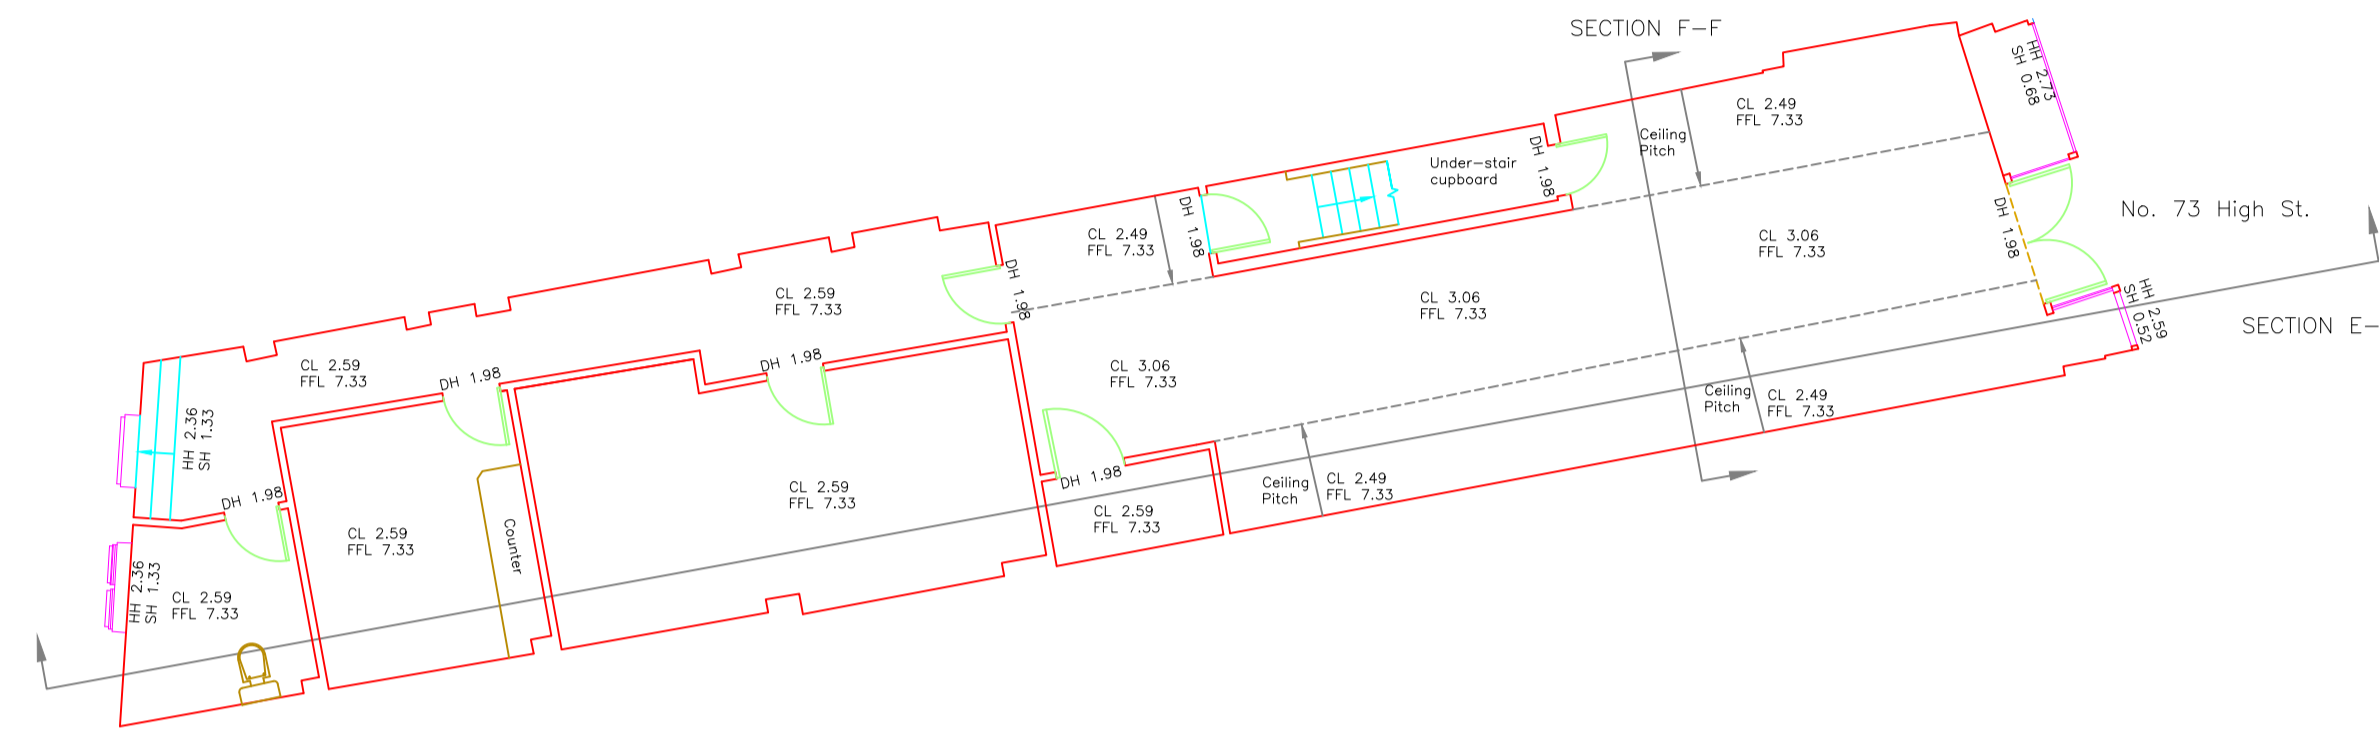 SECTION F-F
HH 2.73
SH 0.68
CL 2.49
FFL 7.33
Ceiling
Pitch
DH 1.98
Under-stair
cupboard
No. 73 High St.
DH 1.98
DH 1.98
CL 2.49
FFL 7.33
CL 3.06
FFL 7.33
DH 1.98
CL 2.59
FFL 7.33
CL 3.06
FFL 7.33
HH 2.59
SH 0.52
SECTION E-
CL 2.59
FFL 7.33
DH 1.98
DH 1.98
CL 3.06
FFL 7.33
Ceiling
Pitch
CL 2.49
FFL 7.33
HH 2.36
SH 1.33
DH 1.98
CL 2.59
FFL 7.33
DH 1.98
Ceiling
Pitch
CL 2.49
FFL 7.33
CL 2.59
FFL 7.33
Counter
CL 2.59
FFL 7.33
HH 2.36
SH 1.33
CL 2.59
FFL 7.33